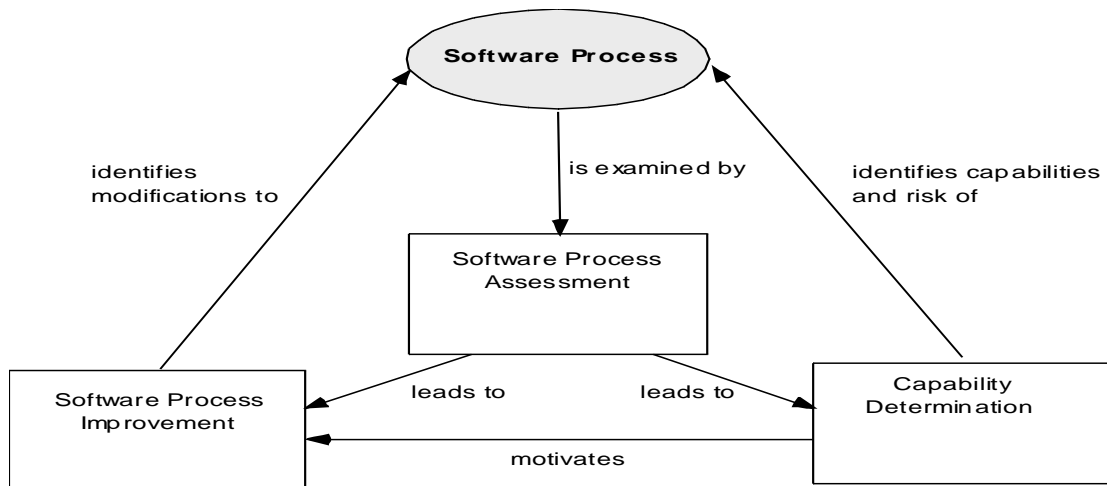 Software Process
identifies
modifications to
is examined by
identifies capabilities
and risk of
Software Process
Assessment
leads to
leads to
Software Process
Improvement
Capability
Determination
motivates